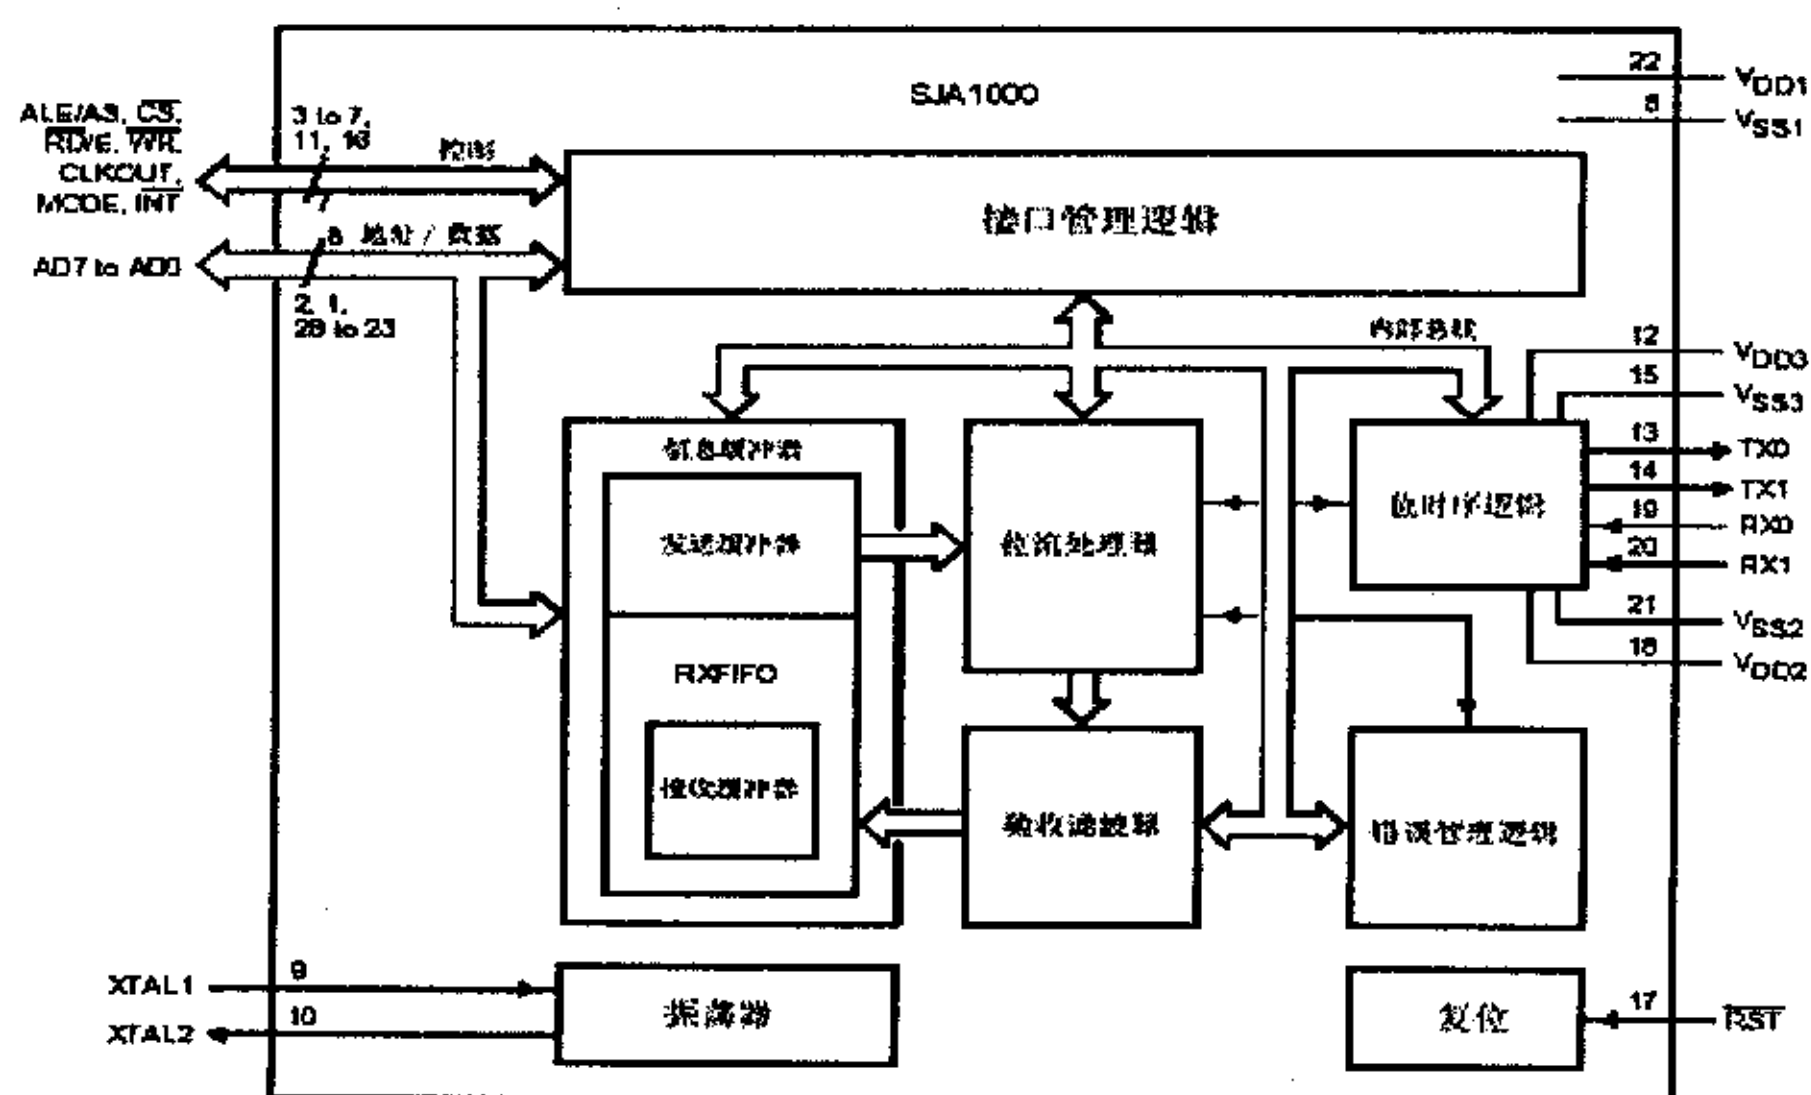 SJA1000
22
VDD1
8
VSS1
ALE/AS, CS,
RD/E, WR,
CLKOUT,
MODE, INT
3 to 7,
11, 16
7
控制
接口管理逻辑
AD7 to AD0
8 地址 / 数据
2, 1,
28 to 23
内部总线
12
VDD3
15
VSS3
信息缓冲器
发送缓冲器
位流处理器
位时序逻辑
13
TX0
14
TX1
19
RX0
20
RX1
21
VSS2
18
VDD2
RXFIFO
接收缓冲器
验收滤波器
错误管理逻辑
XTAL1
9
XTAL2
10
振荡器
复位
17
RST